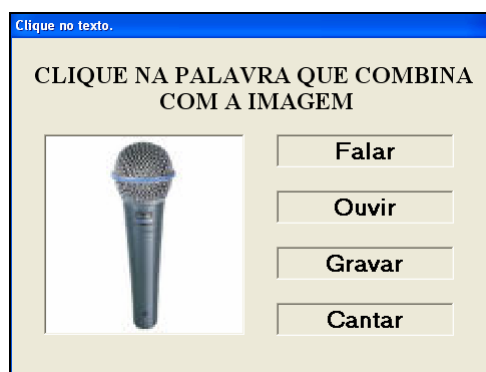 Clique no texto.
CLIQUE NA PALAVRA QUE COMBINA
COM A IMAGEM
Falar
Ouvir
Gravar
Cantar